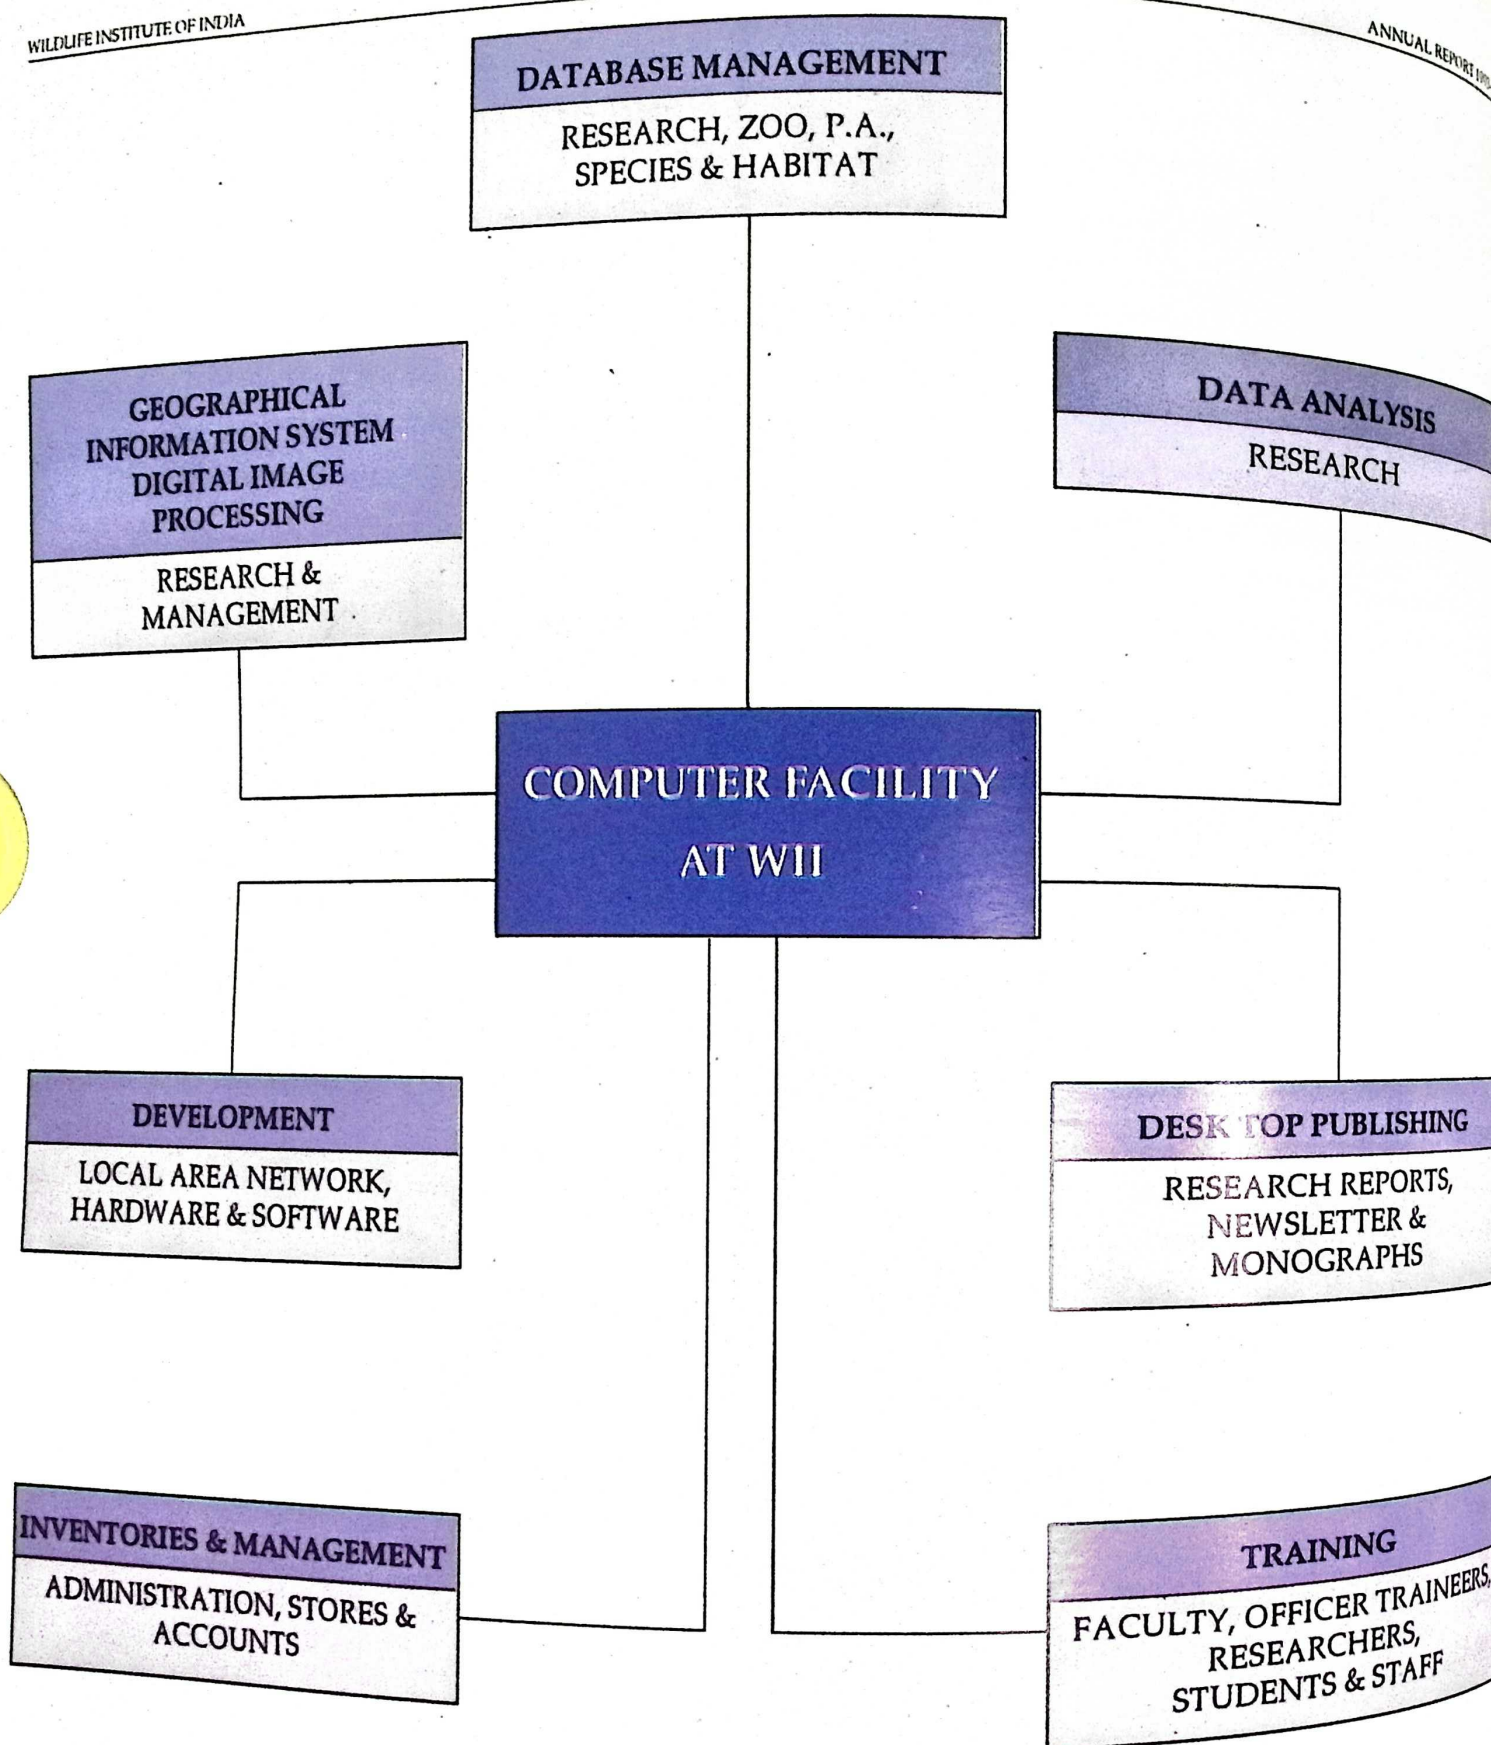 WILDLIFE INSTITUTE OF INDIA
ANNUAL REPORT
DATABASE MANAGEMENT
RESEARCH, ZOO, P.A.,
SPECIES & HABITAT
GEOGRAPHICAL
INFORMATION SYSTEM
DIGITAL IMAGE
PROCESSING
RESEARCH &
MANAGEMENT
DATA ANALYSIS
RESEARCH
COMPUTER FACILITY
AT WII
DEVELOPMENT
LOCAL AREA NETWORK,
HARDWARE & SOFTWARE
DESK TOP PUBLISHING
RESEARCH REPORTS,
NEWSLETTER &
MONOGRAPHS
INVENTORIES & MANAGEMENT
ADMINISTRATION, STORES &
ACCOUNTS
TRAINING
FACULTY, OFFICER TRAINEERS,
RESEARCHERS,
STUDENTS & STAFF